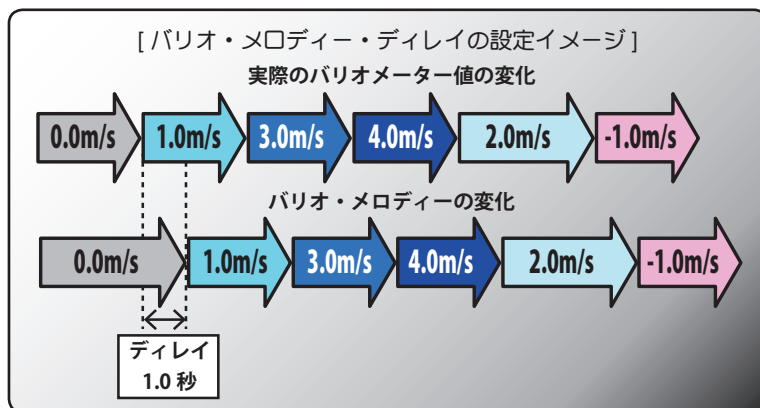 [ バリオ・メロディー・ディレイの設定イメージ ]
実際のバリオメーター値の変化
0.0m/s 1.0m/s 3.0m/s 4.0m/s 2.0m/s -1.0m/s
バリオ・メロディーの変化
0.0m/s 1.0m/s 3.0m/s 4.0m/s 2.0m/s -1.0m/s
ディレイ
1.0 秒